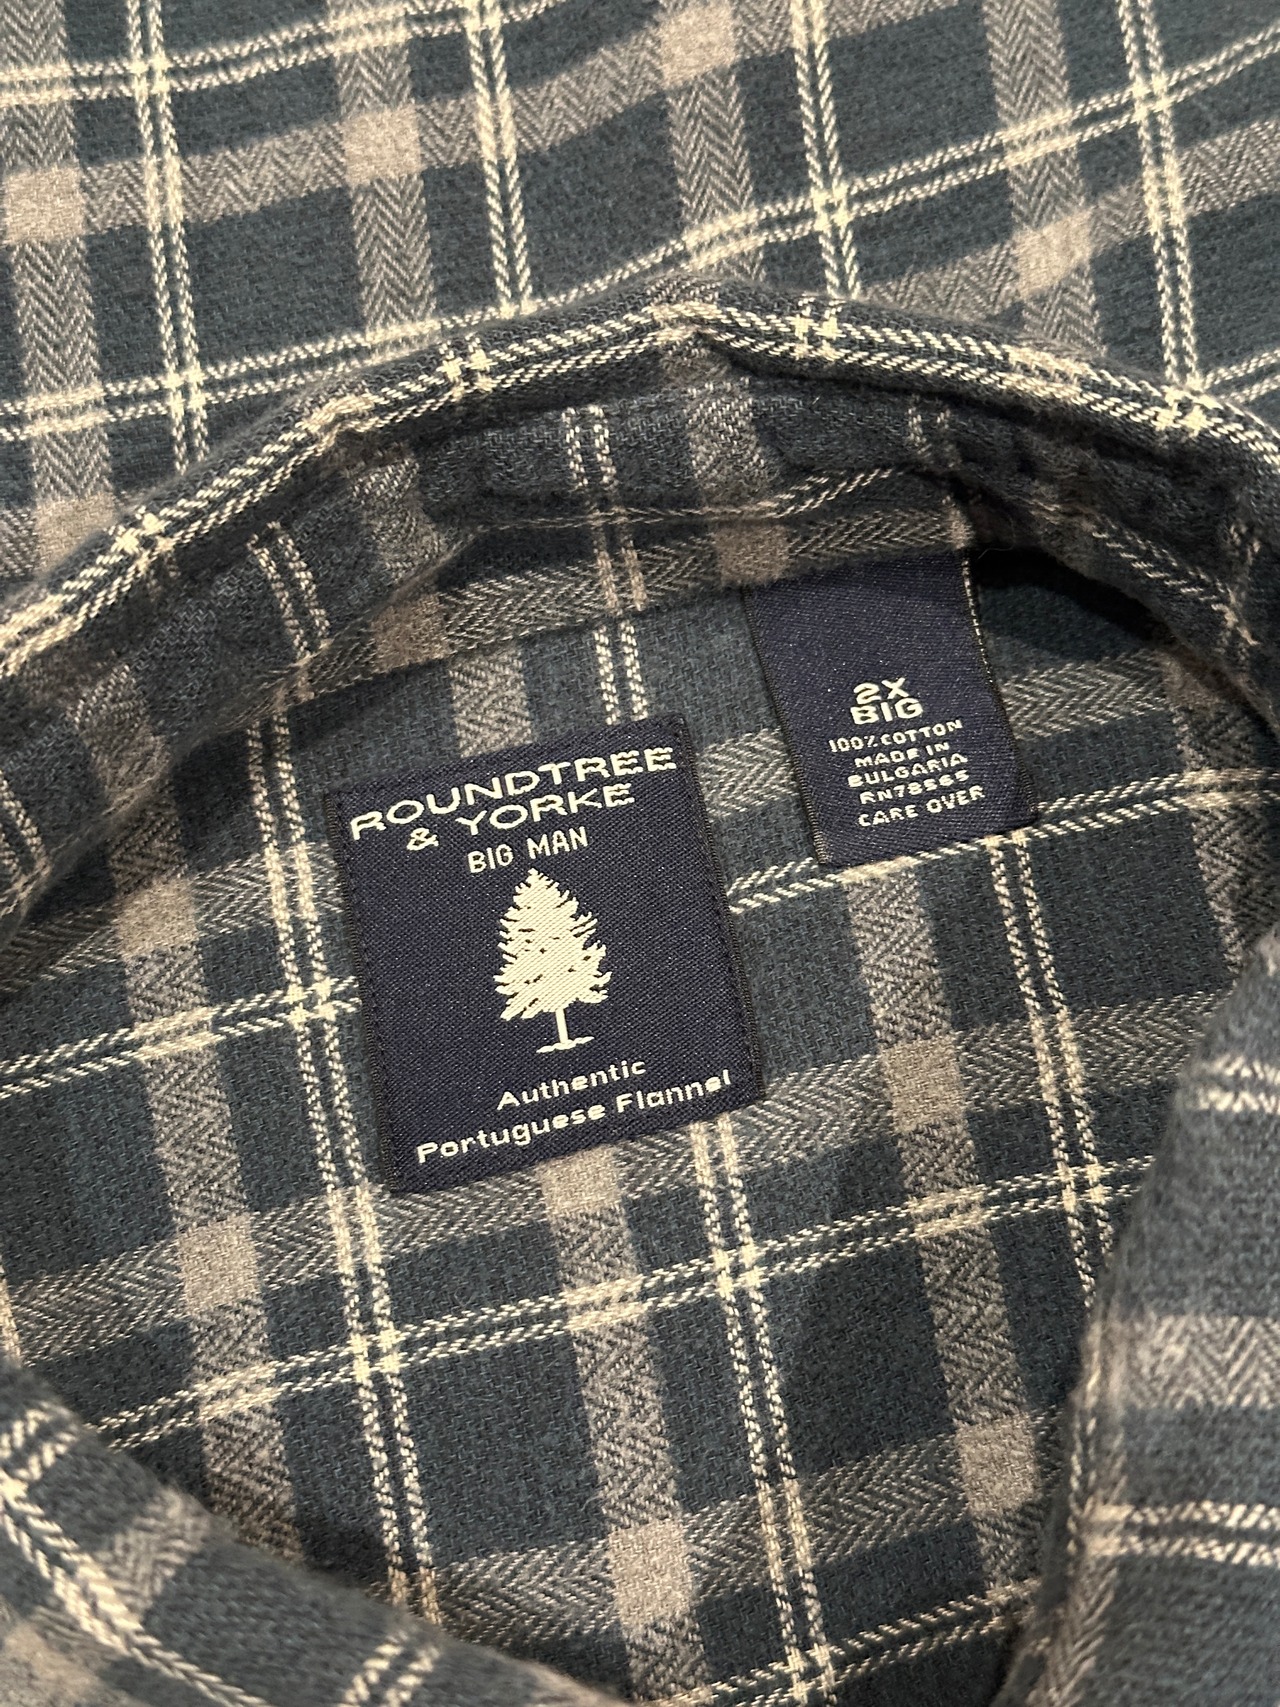 ROUNDTREE
& YORKE
BIG MAN
Authentic
Portuguese Flannel
2X
BIG
100% COTTON
MADE IN
BULGARIA
RN78565
CARE OVER